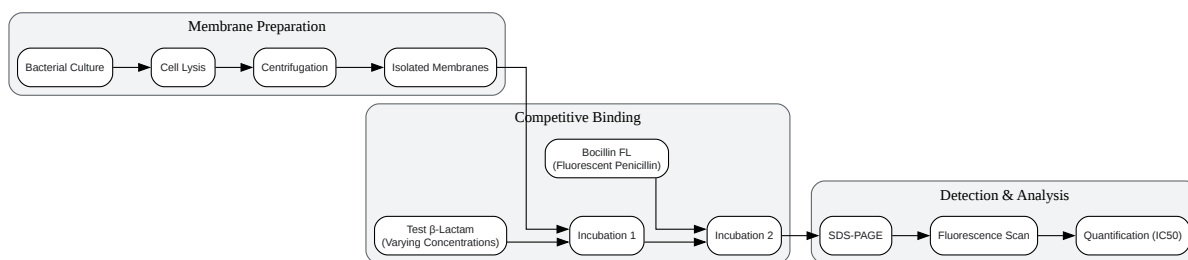 Membrane Preparation
Bacterial Culture
Cell Lysis
Centrifugation
Isolated Membranes
Competitive Binding
Bocillin FL
(Fluorescent Penicillin)
Test β-Lactam
(Varying Concentrations)
Incubation 1
Incubation 2
Detection & Analysis
SDS-PAGE
Fluorescence Scan
Quantification (IC50)